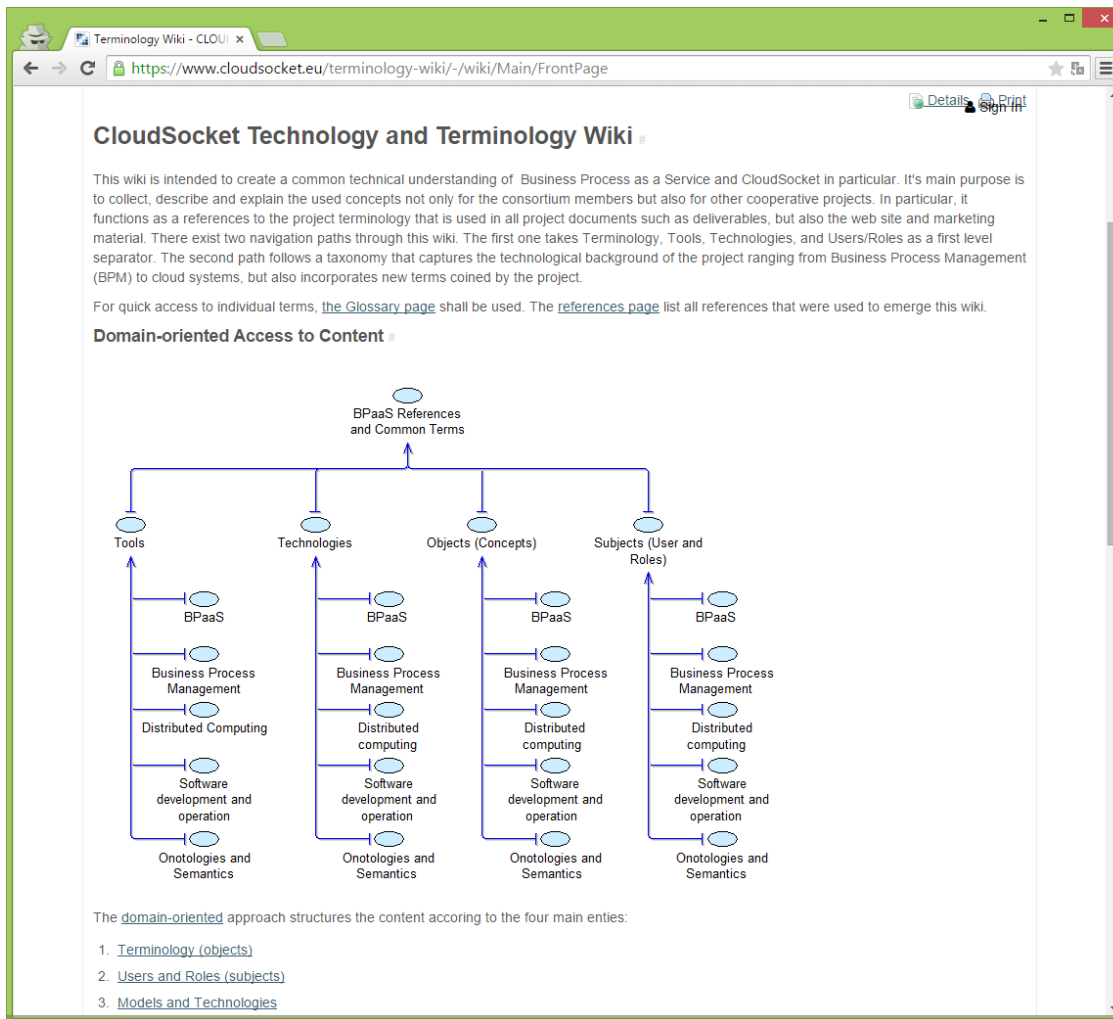 Terminology Wiki - CLOU
https://www.cloudsocket.eu/terminology-wiki/-/wiki/Main/FrontPage
Details Print
Sign In
CloudSocket Technology and Terminology Wiki #
This wiki is intended to create a common technical understanding of Business Process as a Service and CloudSocket in particular. It's main purpose is
to collect, describe and explain the used concepts not only for the consortium members but also for other cooperative projects. In particular, it
functions as a references to the project terminology that is used in all project documents such as deliverables, but also the web site and marketing
material. There exist two navigation paths through this wiki. The first one takes Terminology, Tools, Technologies, and Users/Roles as a first level
separator. The second path follows a taxonomy that captures the technological background of the project ranging from Business Process Management
(BPM) to cloud systems, but also incorporates new terms coined by the project.
For quick access to individual terms, the Glossary page shall be used. The references page list all references that were used to emerge this wiki.
Domain-oriented Access to Content #
BPaaS References
and Common Terms
Tools
Technologies
Objects (Concepts)
Subjects (User and
Roles)
BPaaS
Business Process
Management
Distributed Computing
Software
development and
operation
Onotologies and
Semantics
BPaaS
Business Process
Management
Distributed
computing
Software
development and
operation
Onotologies and
Semantics
BPaaS
Business Process
Management
Distributed
computing
Software
development and
operation
Onotologies and
Semantics
BPaaS
Business Process
Management
Distributed
computing
Software
development and
operation
Onotologies and
Semantics
The domain-oriented approach structures the content accoring to the four main enties:
1. Terminology (objects)
2. Users and Roles (subjects)
3. Models and Technologies